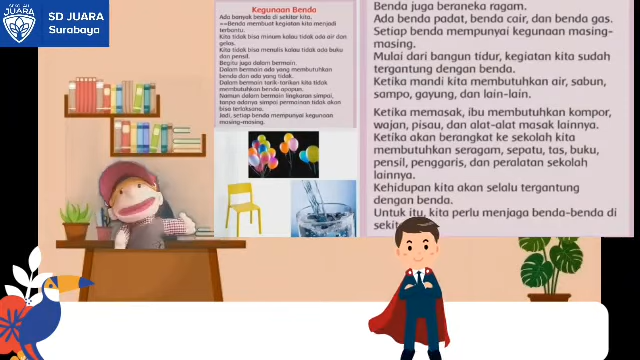 SEKOLAH
JUARA
SD JUARA
Surabaya
Kegunaan Benda
Ada banyak benda di sekitar kita.
==Benda membuat kegiatan kita menjadi
terbantu.
Kita tidak bisa minum kalau tidak ada air dan
gelas.
Kita tidak bisa menulis kalau tidak ada buku
dan pensil.
Begitu juga dalam bermain.
Dalam bermain ada yang membutuhkan
benda dan ada yang tidak.
Dalam bermain tarik-tarikan kita tidak
membutuhkan benda apapun.
Namun dalam bermain lingkaran simpai,
tanpa adanya simpai permainan tidak akan
bisa terlaksana.
Jadi, setiap benda mempunyai kegunaan
masing-masing.
Benda juga beraneka ragam.
Ada benda padat, benda cair, dan benda gas.
Setiap benda mempunyai kegunaan masing-
masing.
Mulai dari bangun tidur, kegiatan kita sudah
tergantung dengan benda.
Ketika mandi kita membutuhkan air, sabun,
sampo, gayung, dan lain-lain.
Ketika memasak, ibu membutuhkan kompor,
wajan, pisau, dan alat-alat masak lainnya.
Ketika akan berangkat ke sekolah kita
membutuhkan seragam, sepatu, tas, buku,
pensil, penggaris, dan peralatan sekolah
lainnya.
Kehidupan kita akan selalu tergantung
dengan benda.
Untuk itu, kita perlu menjaga benda-benda di